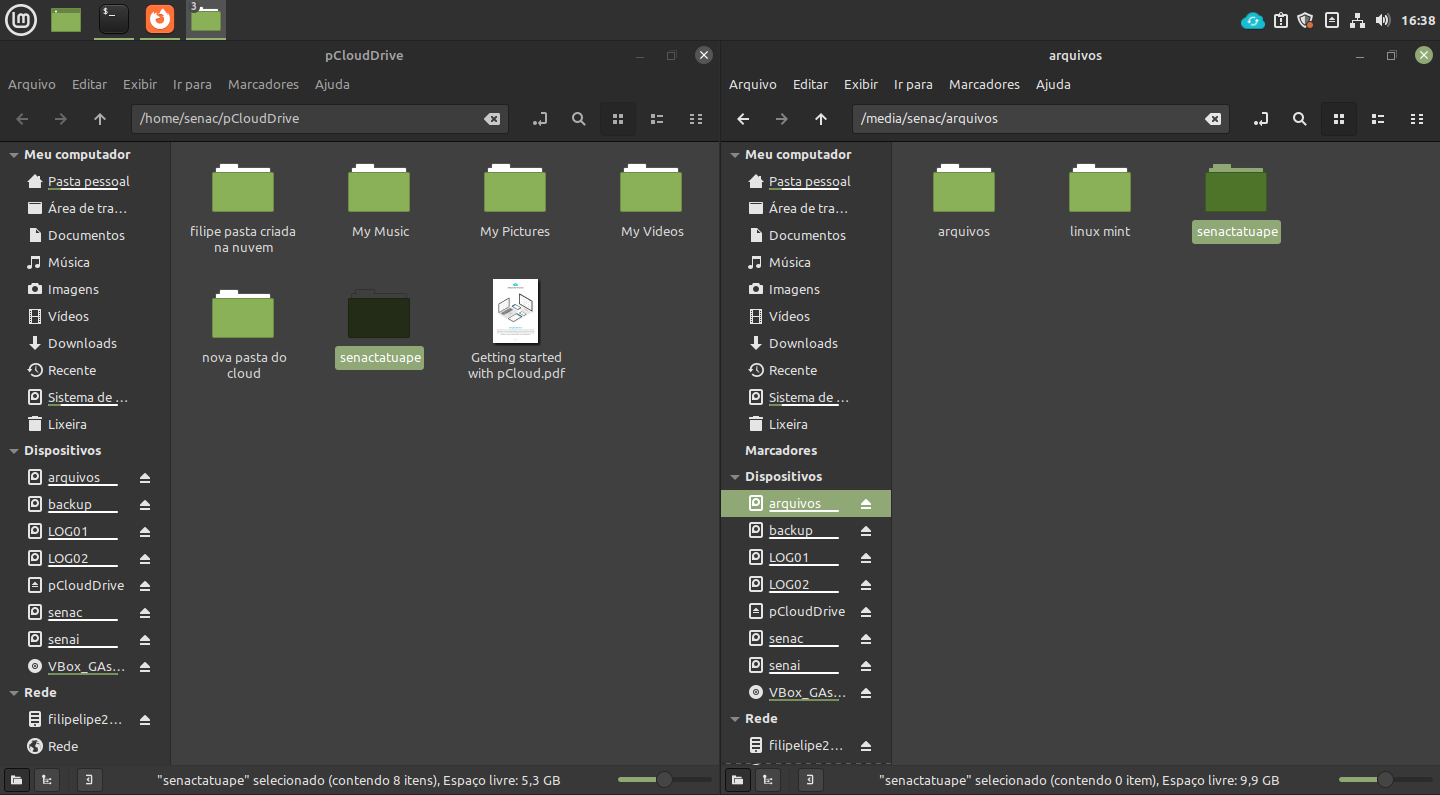 $_
3
16:38
pCloudDrive
Arquivo Editar Exibir Ir para Marcadores Ajuda
/home/senac/pCloudDrive
Meu computador
Pasta pessoal
Área de tra...
Documentos
Música
Imagens
Vídeos
Downloads
Recente
Sistema de ...
Lixeira
Dispositivos
arquivos
backup
LOG01
LOG02
pCloudDrive
senac
senai
VBox_GAs...
Rede
filipelipe2...
Rede
filipe pasta criada
na nuvem
My Music
My Pictures
My Videos
nova pasta do
cloud
senactatuape
Getting started
with pCloud.pdf
"senactatuape" selecionado (contendo 8 itens), Espaço livre: 5,3 GB
arquivos
Arquivo Editar Exibir Ir para Marcadores Ajuda
/media/senac/arquivos
Meu computador
Pasta pessoal
Área de tra...
Documentos
Música
Imagens
Vídeos
Downloads
Recente
Sistema de ...
Lixeira
Marcadores
Dispositivos
arquivos
backup
LOG01
LOG02
pCloudDrive
senac
senai
VBox_GAs...
Rede
filipelipe2...
arquivos
linux mint
senactatuape
"senactatuape" selecionado (contendo 0 item), Espaço livre: 9,9 GB